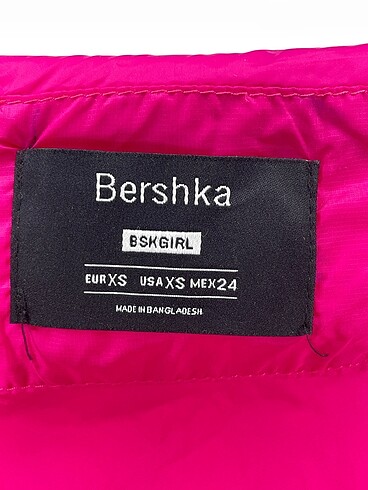 Bershka
BSKGIRL
EUR XS USA XS MEX 24
MADE IN BANGLADESH